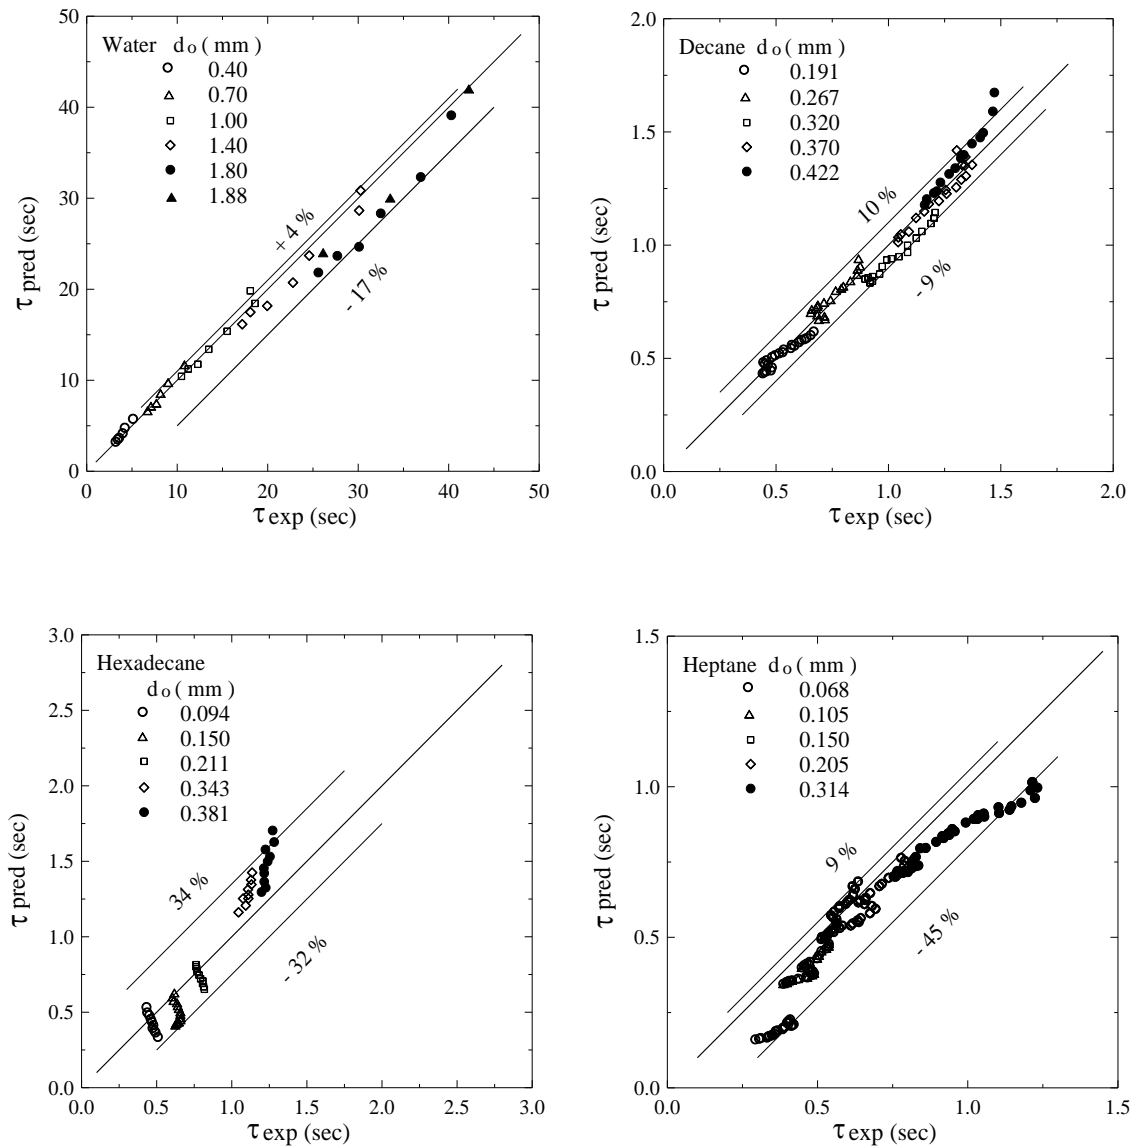 Water d o ( mm )
0.40
0.70
1.00
1.40
1.80
1.88
+ 4 %
- 17 %
50
40
30
20
10
0
0 10 20 30 40 50
τ pred (sec)
τ exp (sec)
Decane d o ( mm )
0.191
0.267
0.320
0.370
0.422
10 %
- 9 %
2.0
1.5
1.0
0.5
0.0
0.0 0.5 1.0 1.5 2.0
τ pred (sec)
τ exp (sec)
Hexadecane
d o ( mm )
0.094
0.150
0.211
0.343
0.381
34 %
- 32 %
3.0
2.5
2.0
1.5
1.0
0.5
0.0
0.0 0.5 1.0 1.5 2.0 2.5 3.0
τ pred (sec)
τ exp (sec)
Heptane d o ( mm )
0.068
0.105
0.150
0.205
0.314
9 %
- 45 %
1.5
1.0
0.5
0.0
0.0 0.5 1.0 1.5
τ pred (sec)
τ exp (sec)